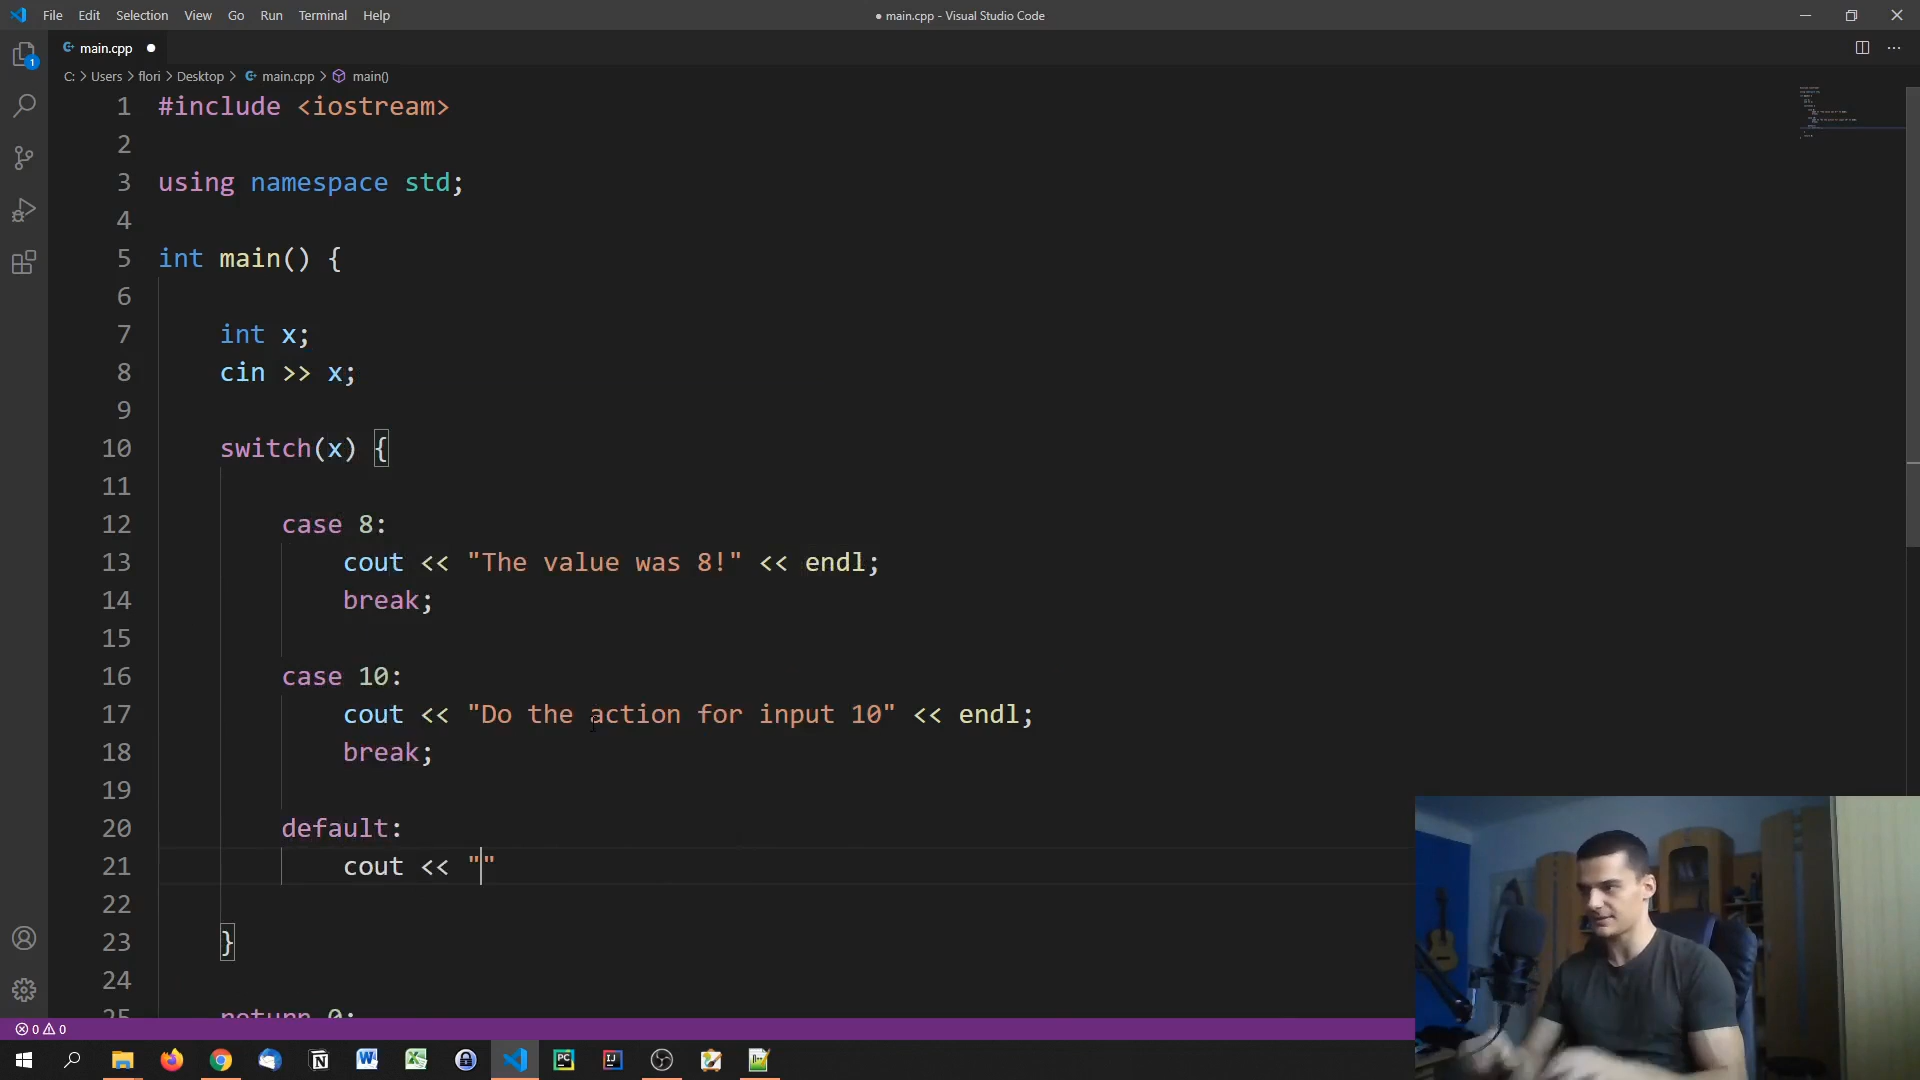 File Edit Selection View Go Run Terminal Help
● main.cpp - Visual Studio Code
main.cpp ●
C: > Users > flori > Desktop > main.cpp > main()
1 #include <iostream>
2
3 using namespace std;
4
5 int main() {
6
7 int x;
8 cin >> x;
9
10 switch(x) {
11
12 case 8:
13 cout << "The value was 8!" << endl;
14 break;
15
16 case 10:
17 cout << "Do the action for input 10" << endl;
18 break;
19
20 default:
21 cout << ""
22
23 }
24
25 return 0;
0 0